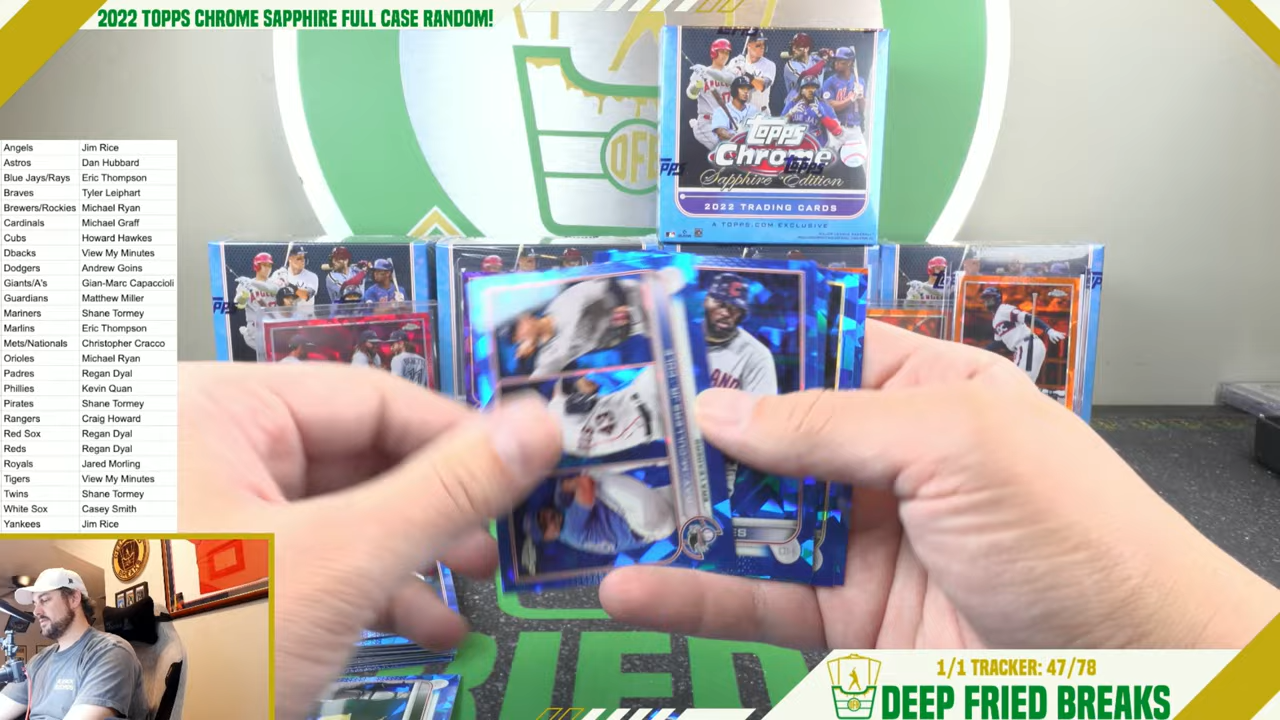 2022 TOPPS CHROME SAPPHIRE FULL CASE RANDOM!
Angels Jim Rice
Astros Dan Hubbard
Blue Jays/Rays Eric Thompson
Braves Tyler Leiphart
Brewers/Rockies Michael Ryan
Cardinals Michael Graff
Cubs Howard Hawkes
Dbacks View My Minutes
Dodgers Andrew Goins
Giants/A's Gian-Marc Capaccioli
Guardians Matthew Miller
Mariners Shane Tormey
Marlins Eric Thompson
Mets/Nationals Christopher Cracco
Orioles Michael Ryan
Padres Regan Dyal
Phillies Kevin Quan
Pirates Shane Tormey
Rangers Craig Howard
Red Sox Regan Dyal
Reds Regan Dyal
Royals Jared Morling
Tigers View My Minutes
Twins Shane Tormey
White Sox Casey Smith
Yankees Jim Rice
DFB
topps
Chrome
Sapphire Edition
2022 TRADING CARDS
A TOPPS.COM EXCLUSIVE
RIED
1/1 TRACKER: 47/78
DEEP FRIED BREAKS